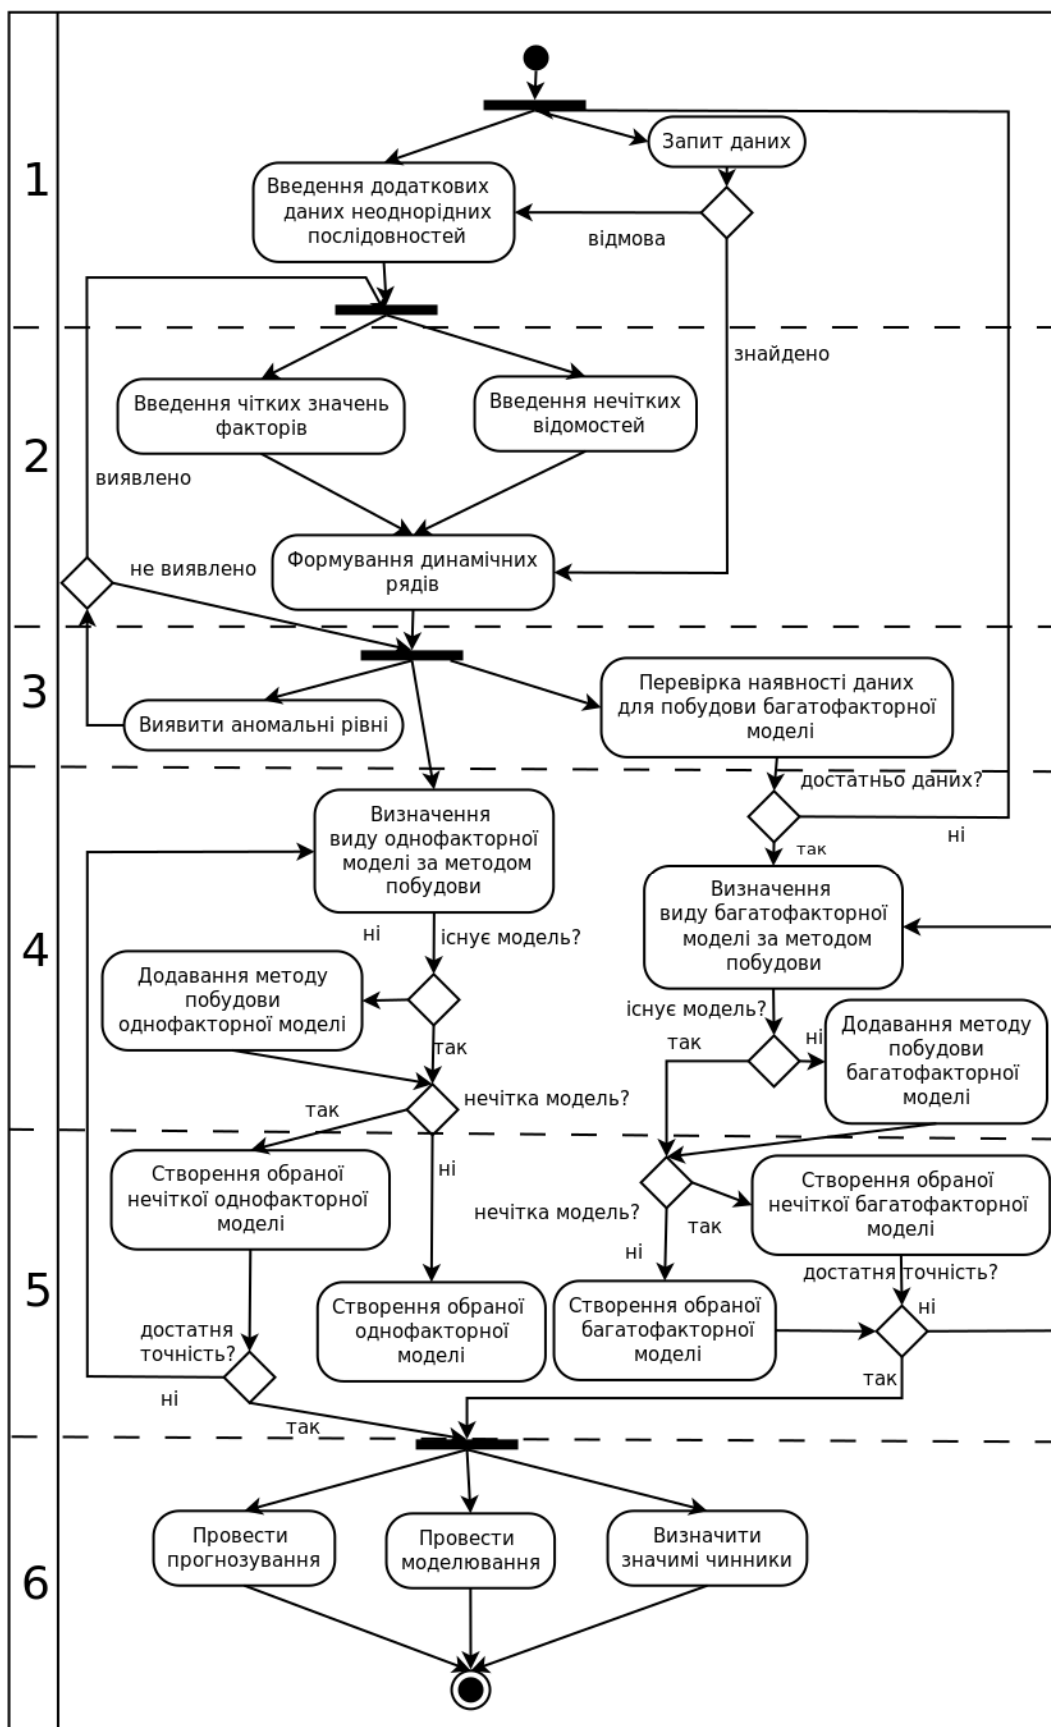 1
Запит даних
Введення додаткових
даних неоднорідних
послідовностей
відмова
знайдено
2
Введення чітких значень
факторів
Введення нечітких
відомостей
виявлено
не виявлено
Формування динамічних
рядів
3
Виявити аномальні рівні
Перевірка наявності даних
для побудови багатофакторної
моделі
достатньо даних?
ні
так
4
Визначення
виду однофакторної
моделі за методом
побудови
Визначення
виду багатофакторної
моделі за методом
побудови
ні
існує модель?
Додавання методу
побудови
однофакторної моделі
так
існує модель?
так
ні
Додавання методу
побудови
багатофакторної
моделі
нечітка модель?
так
ні
5
Створення обраної
нечіткої однофакторної
моделі
нечітка модель?
так
ні
Створення обраної
нечіткої багатофакторної
моделі
достатня точність?
ні
Створення обраної
однофакторної
моделі
Створення обраної
багатофакторної
моделі
достатня
точність?
ні
так
так
6
Провести
прогнозування
Провести
моделювання
Визначити
значимі чинники